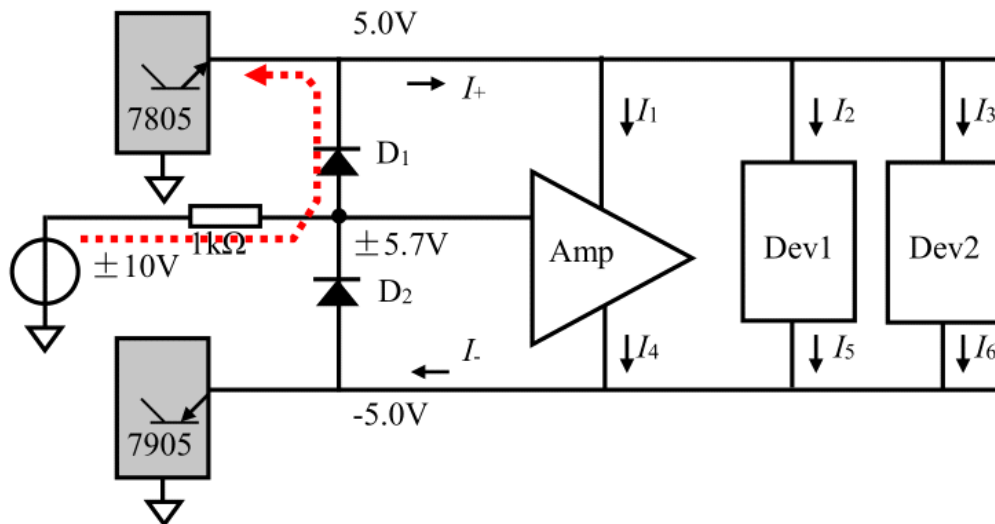 5.0V
7805
I+
I1
I2
I3
D1
1kΩ
±10V
±5.7V
Amp
Dev1
Dev2
D2
I-
I4
I5
I6
7905
-5.0V